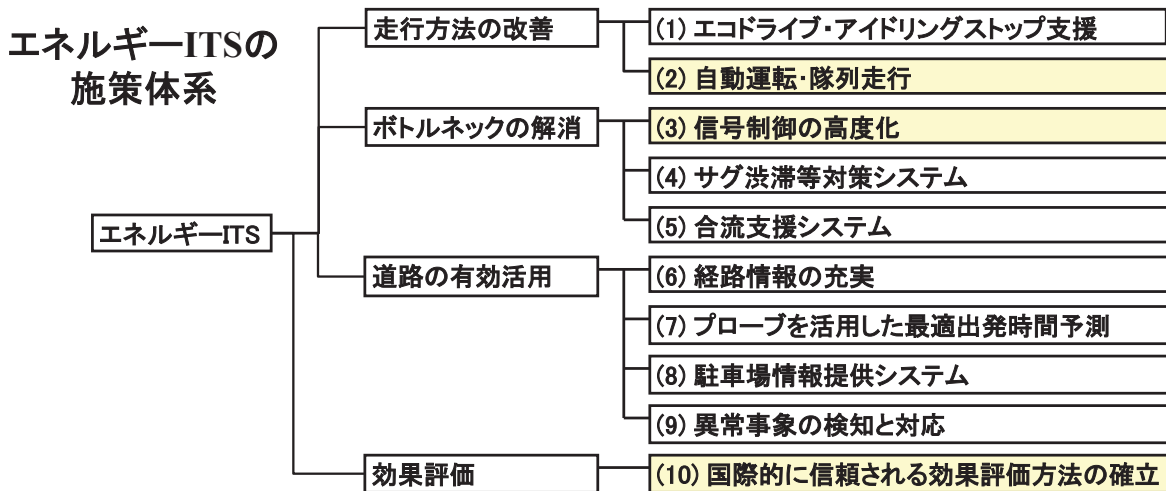 エネルギーITSの
施策体系
エネルギーITS
走行方法の改善
(1) エコドライブ・アイドリングストップ支援
(2) 自動運転・隊列走行
ボトルネックの解消
(3) 信号制御の高度化
(4) サグ渋滞等対策システム
(5) 合流支援システム
道路の有効活用
(6) 経路情報の充実
(7) プローブを活用した最適出発時間予測
(8) 駐車場情報提供システム
(9) 異常事象の検知と対応
効果評価
(10) 国際的に信頼される効果評価方法の確立